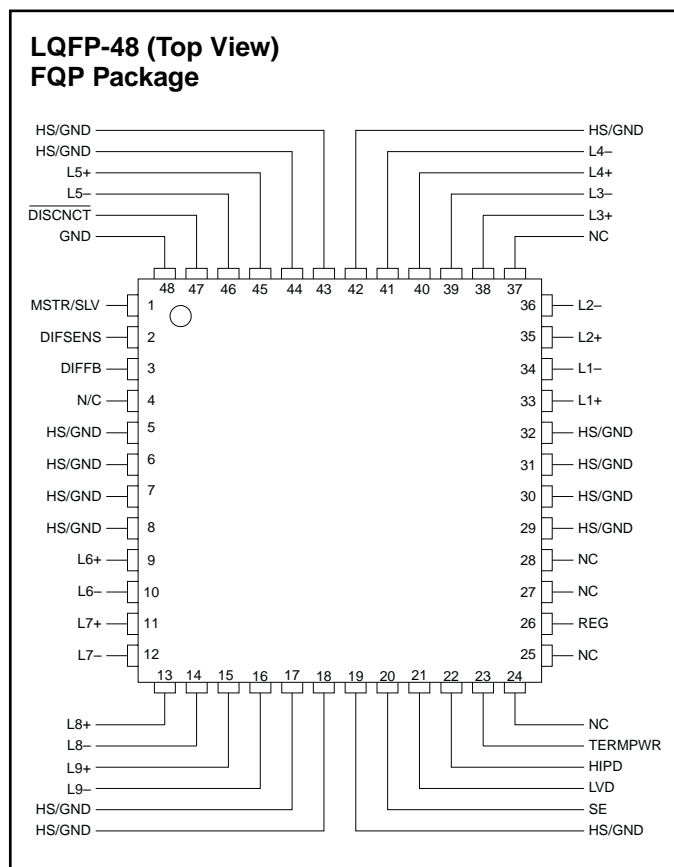 LQFP-48 (Top View)
FQP Package
HS/GND
HS/GND
L5+
L5–
DISCNCT
GND
HS/GND
L4–
L4+
L3–
L3+
NC
48 47 46 45 44 43 42 41 40 39 38 37
MSTR/SLV 1
DIFSENS 2
DIFFB 3
N/C 4
HS/GND 5
HS/GND 6
HS/GND 7
HS/GND 8
L6+ 9
L6– 10
L7+ 11
L7– 12
36 L2–
35 L2+
34 L1–
33 L1+
32 HS/GND
31 HS/GND
30 HS/GND
29 HS/GND
28 NC
27 NC
26 REG
25 NC
13 14 15 16 17 18 19 20 21 22 23 24
L8+
L8–
L9+
L9–
HS/GND
HS/GND
NC
TERMPWR
HIPD
LVD
SE
HS/GND